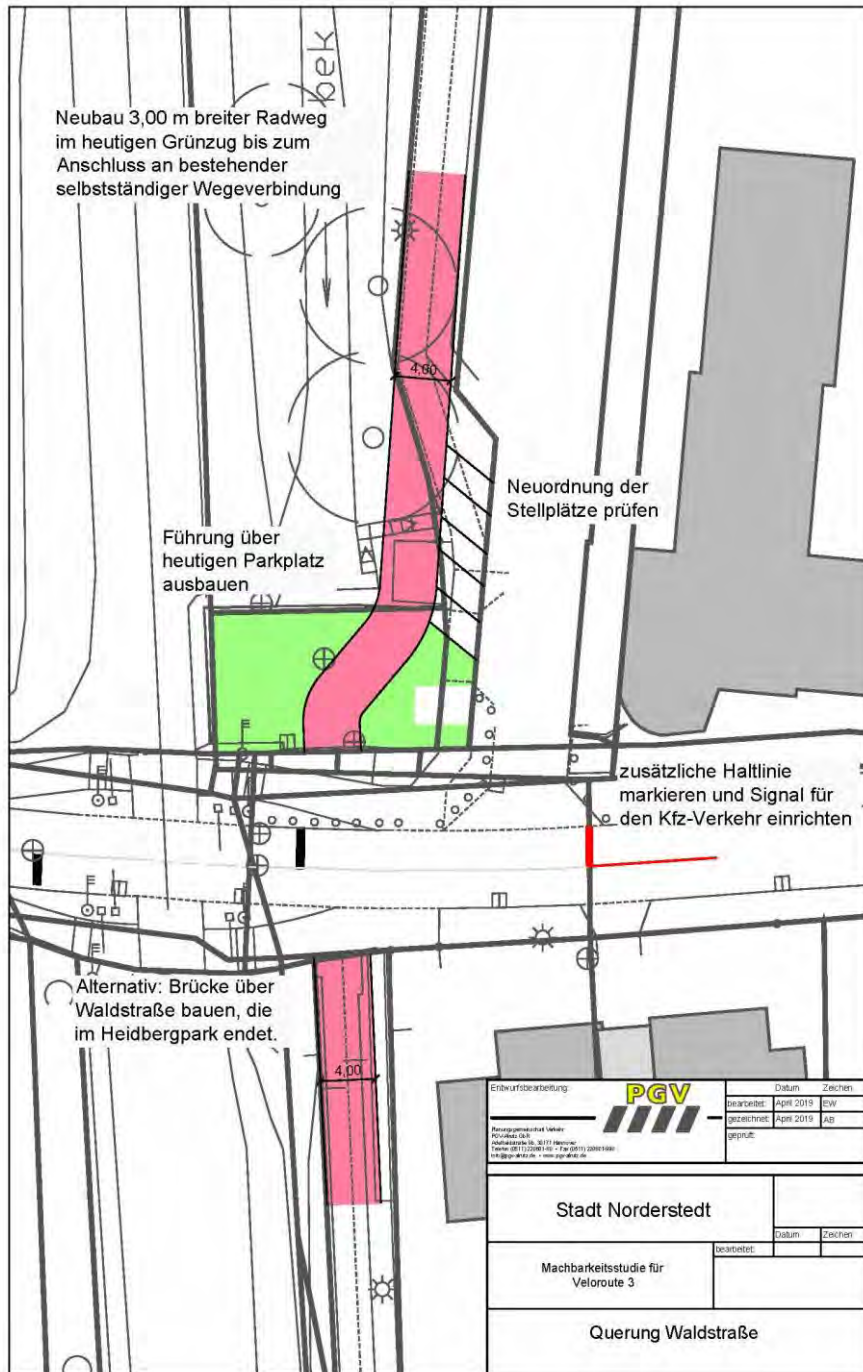 bek
Neubau 3,00 m breiter Radweg
im heutigen Grünzug bis zum
Anschluss an bestehender
selbstständiger Wegeverbindung
4,00
Neuordnung der
Stellplätze prüfen
Führung über
heutigen Parkplatz
ausbauen
zusätzliche Haltlinie
markieren und Signal für
den Kfz-Verkehr einrichten
Alternativ: Brücke über
Waldstraße bauen, die
im Heidbergpark endet.
4,00
Entwurfsbearbeitung:
PGV
Datum Zeichen
bearbeitet: April 2019 EW
gezeichnet: April 2019 AB
geprüft:
Planungsgemeinschaft Verkehr
Stadt Norderstedt
Datum Zeichen
bearbeitet:
Machbarkeitsstudie für
Veloroute 3
Querung Waldstraße